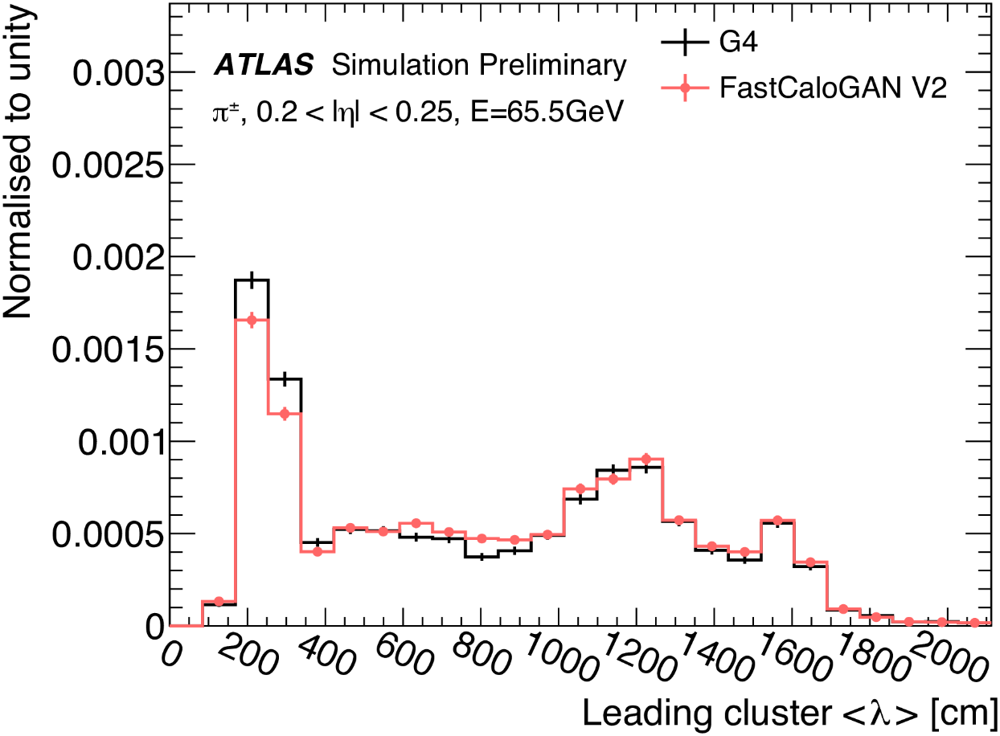 Normalised to unity
0.003
0.0025
0.002
0.0015
0.001
0.0005
0
ATLAS Simulation Preliminary
π±, 0.2 < |η| < 0.25, E=65.5GeV
G4
FastCaloGAN V2
0 200 400 600 800 1000 1200 1400 1600 1800 2000
Leading cluster <λ> [cm]